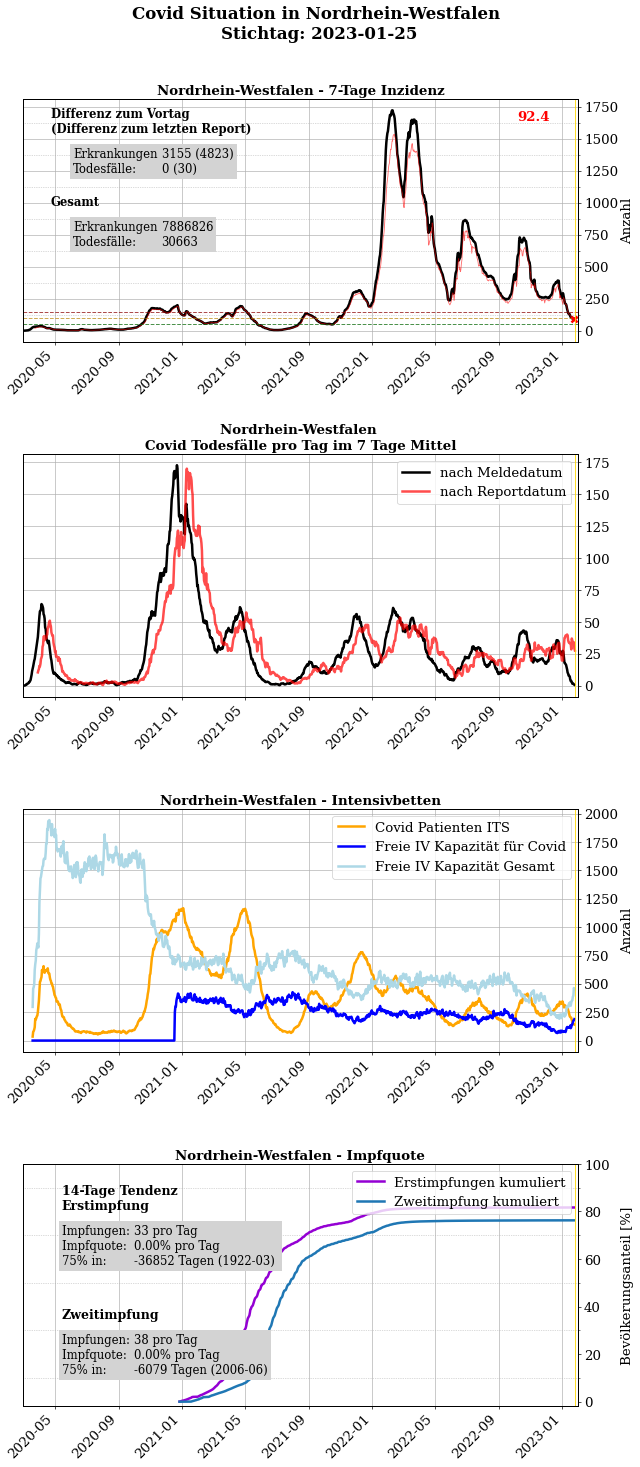 Covid Situation in Nordrhein-Westfalen
Stichtag: 2023-01-25
Nordrhein-Westfalen - 7-Tage Inzidenz
Differenz zum Vortag
(Differenz zum letzten Report)
Erkrankungen 3155 (4823)
Todesfälle: 0 (30)
Gesamt
Erkrankungen 7886826
Todesfälle: 30663
92.4
1750
1500
1250
1000
750
500
250
0
Anzahl
2020-05 2020-09 2021-01 2021-05 2021-09 2022-01 2022-05 2022-09 2023-01
Nordrhein-Westfalen
Covid Todesfälle pro Tag im 7 Tage Mittel
nach Meldedatum
nach Reportdatum
175
150
125
100
75
50
25
0
2020-05 2020-09 2021-01 2021-05 2021-09 2022-01 2022-05 2022-09 2023-01
Nordrhein-Westfalen - Intensivbetten
Covid Patienten ITS
Freie IV Kapazität für Covid
Freie IV Kapazität Gesamt
2000
1750
1500
1250
1000
750
500
250
0
Anzahl
2020-05 2020-09 2021-01 2021-05 2021-09 2022-01 2022-05 2022-09 2023-01
Nordrhein-Westfalen - Impfquote
14-Tage Tendenz
Erstimpfung
Impfungen: 33 pro Tag
Impfquote: 0.00% pro Tag
75% in: -36852 Tagen (1922-03)
Zweitimpfung
Impfungen: 38 pro Tag
Impfquote: 0.00% pro Tag
75% in: -6079 Tagen (2006-06)
Erstimpfungen kumuliert
Zweitimpfung kumuliert
100
80
60
40
20
0
Bevölkerungsanteil [%]
2020-05 2020-09 2021-01 2021-05 2021-09 2022-01 2022-05 2022-09 2023-01